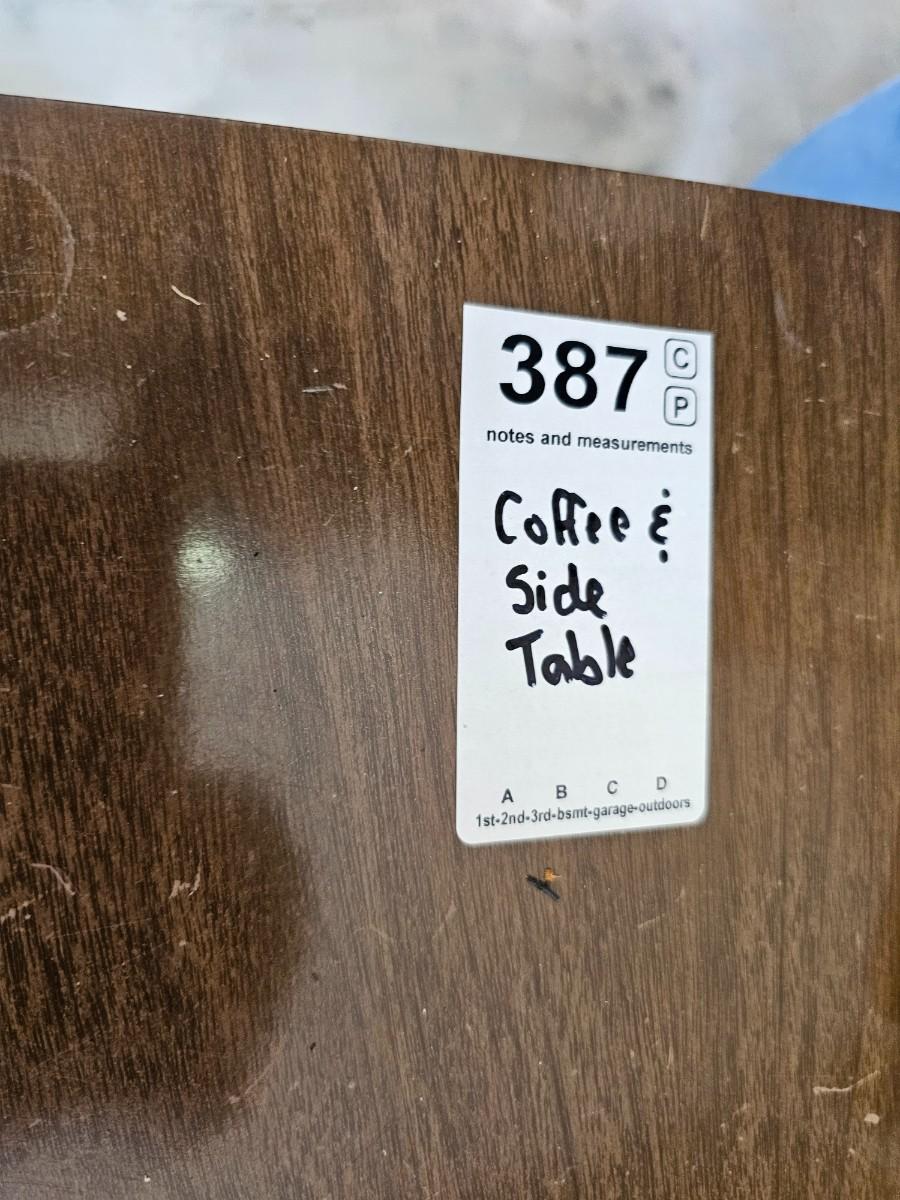 387 C
P
notes and measurements
Coffee &
Side
Table
A B C D
1st-2nd-3rd-bsmt-garage-outdoors